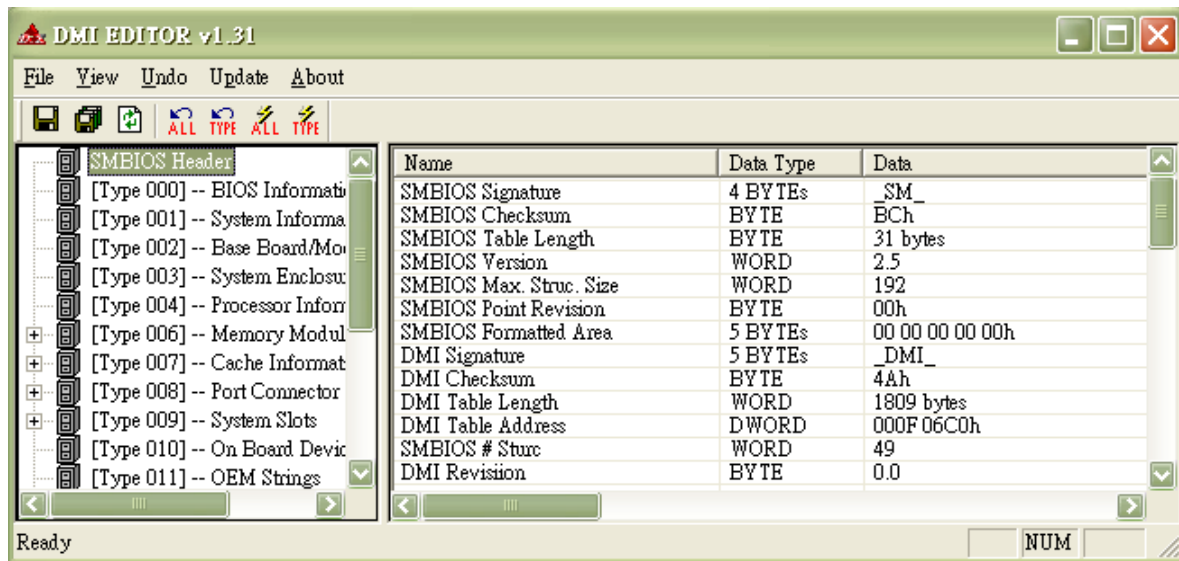 DMI EDITOR v1.31
File View Undo Update About
ALL TYPE ALL TYPE
SMBIOS Header
[Type 000] -- BIOS Informati
[Type 001] -- System Informa
[Type 002] -- Base Board/Mo
[Type 003] -- System Enclosu
[Type 004] -- Processor Infor
[Type 006] -- Memory Modul
[Type 007] -- Cache Informat
[Type 008] -- Port Connector
[Type 009] -- System Slots
[Type 010] -- On Board Devic
[Type 011] -- OEM Strings
Name Data Type Data
SMBIOS Signature 4 BYTEs _SM_
SMBIOS Checksum BYTE BCh
SMBIOS Table Length BYTE 31 bytes
SMBIOS Version WORD 2.5
SMBIOS Max. Struc. Size WORD 192
SMBIOS Point Revision BYTE 00h
SMBIOS Formatted Area 5 BYTEs 00 00 00 00 00h
DMI Signature 5 BYTEs _DMI_
DMI Checksum BYTE 4Ah
DMI Table Length WORD 1809 bytes
DMI Table Address DWORD 000F 06C0h
SMBIOS # Sturc WORD 49
DMI Revisiion BYTE 0.0
Ready NUM